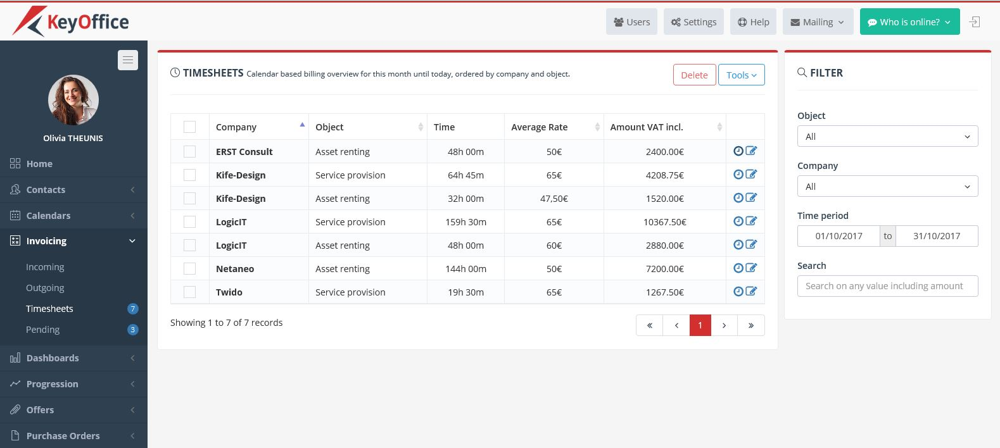 KeyOffice
Users
Settings
Help
Mailing
Who is online?
Olivia THEUNIS
Home
Contacts
Calendars
Invoicing
Incoming
Outgoing
Timesheets 7
Pending 3
Dashboards
Progression
Offers
Purchase Orders
TIMESHEETS Calendar based billing overview for this month until today, ordered by company and object.
Delete
Tools
Company Object Time Average Rate Amount VAT incl.
ERST Consult Asset renting 48h 00m 50€ 2400.00€
Kife-Design Service provision 64h 45m 65€ 4208.75€
Kife-Design Asset renting 32h 00m 47,50€ 1520.00€
LogicIT Service provision 159h 30m 65€ 10367.50€
LogicIT Asset renting 48h 00m 60€ 2880.00€
Netaneo Asset renting 144h 00m 50€ 7200.00€
Twido Service provision 19h 30m 65€ 1267.50€
Showing 1 to 7 of 7 records
« ‹ 1 › »
FILTER
Object
All
Company
All
Time period
01/10/2017 to 31/10/2017
Search
Search on any value including amount